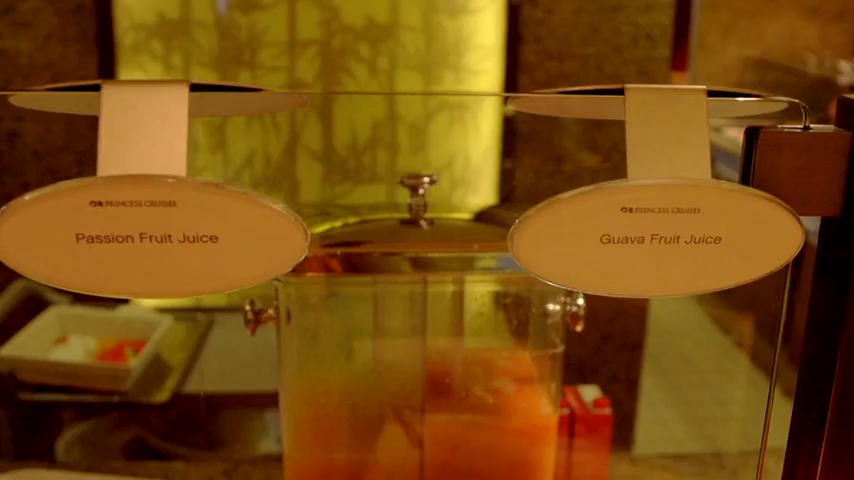 PRINCESS CRUISES
Passion Fruit Juice
PRINCESS CRUISES
Guava Fruit Juice